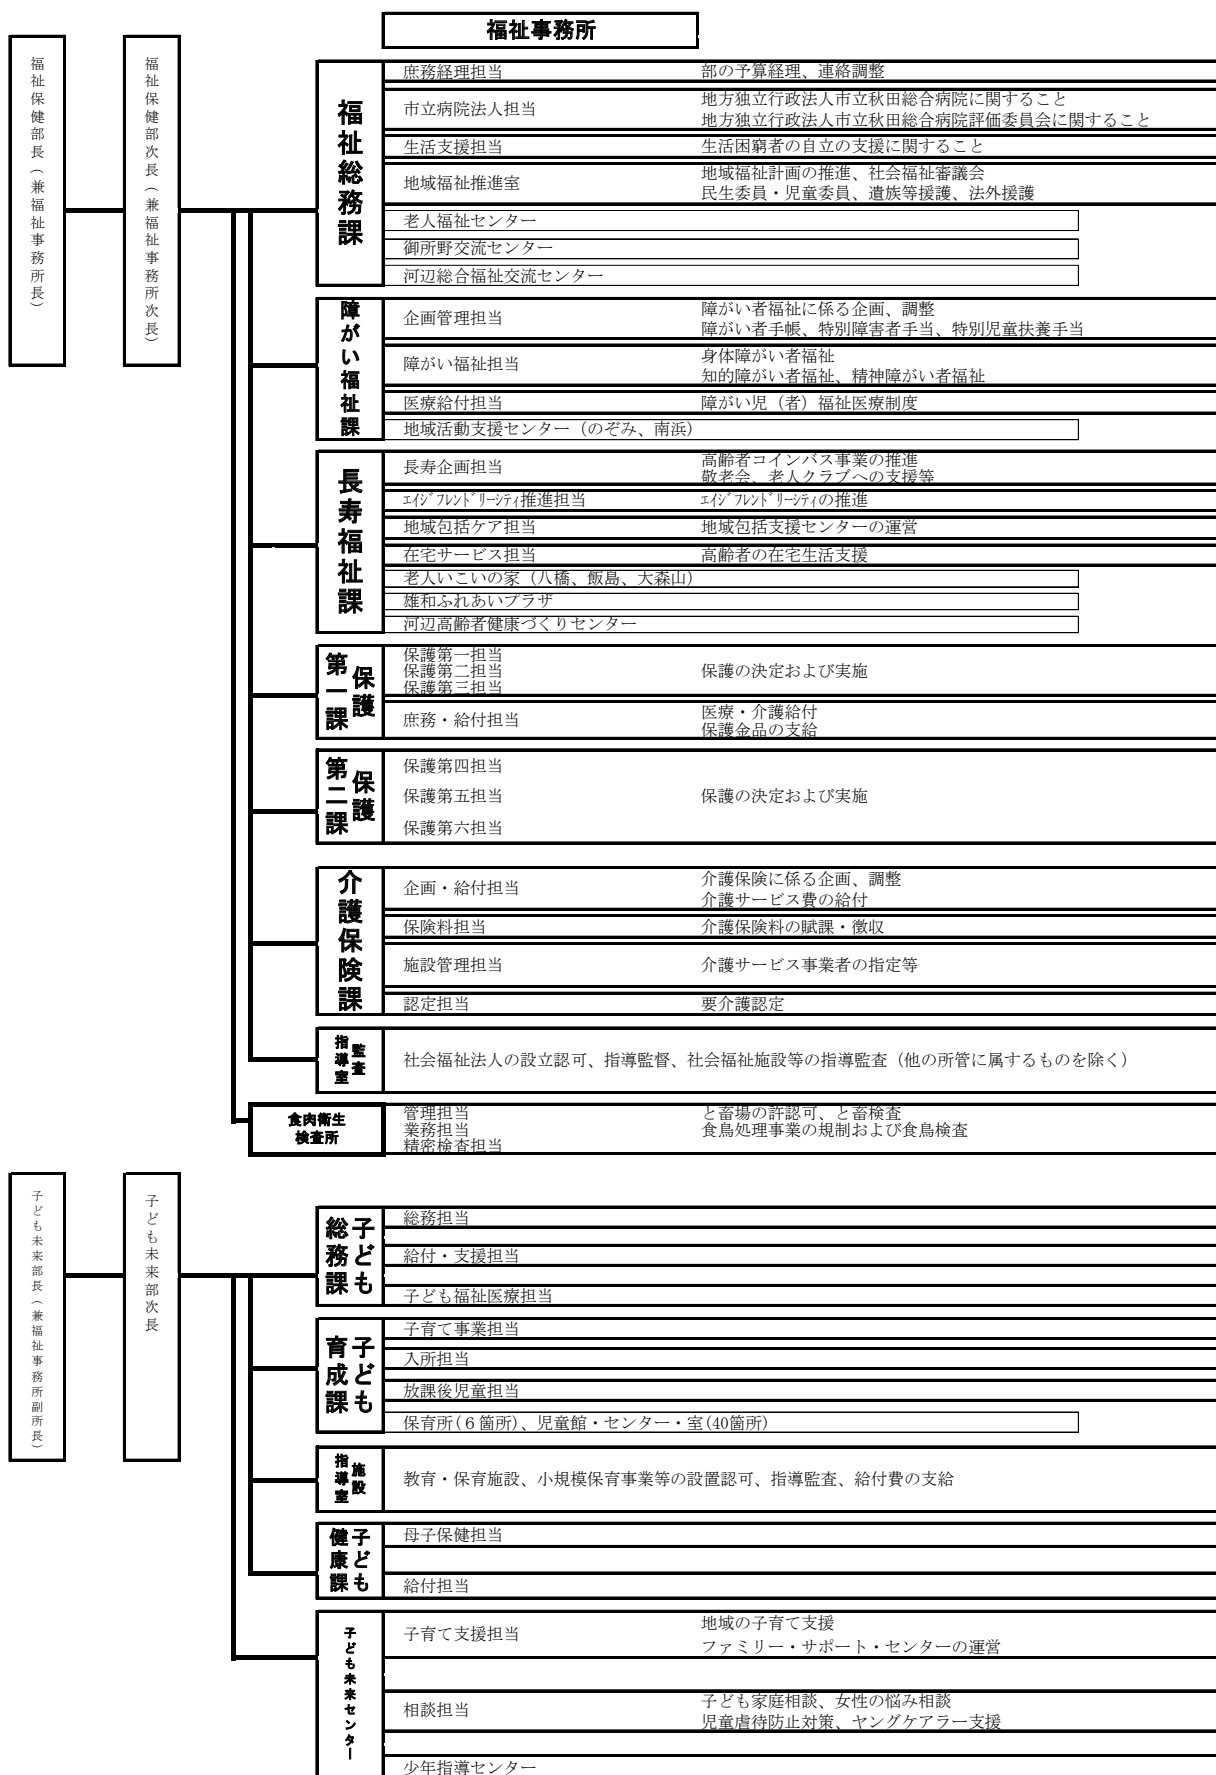 福祉事務所
福祉保健部長（兼福祉事務所長）
福祉保健部次長（兼福祉事務所次長）
福祉総務課
庶務経理担当 部の予算経理、連絡調整
市立病院法人担当 地方独立行政法人市立秋田総合病院に関すること
地方独立行政法人市立秋田総合病院評価委員会に関すること
生活支援担当 生活困窮者の自立の支援に関すること
地域福祉推進室 地域福祉計画の推進、社会福祉審議会
民生委員・児童委員、遺族等援護、法外援護
老人福祉センター
御所野交流センター
河辺総合福祉交流センター
障がい福祉課
企画管理担当 障がい者福祉に係る企画、調整
障がい者手帳、特別障害者手当、特別児童扶養手当
障がい福祉担当 身体障がい者福祉
知的障がい者福祉、精神障がい者福祉
医療給付担当 障がい児（者）福祉医療制度
地域活動支援センター（のぞみ、南浜）
長寿福祉課
長寿企画担当 高齢者コインバス事業の推進
敬老会、老人クラブへの支援等
ｴｲｼﾞﾌﾚﾝﾄﾞﾘｰｼﾃｨ推進担当 ｴｲｼﾞﾌﾚﾝﾄﾞﾘｰｼﾃｨの推進
地域包括ケア担当 地域包括支援センターの運営
在宅サービス担当 高齢者の在宅生活支援
老人いこいの家（八橋、飯島、大森山）
雄和ふれあいプラザ
河辺高齢者健康づくりセンター
保護第一課
保護第一担当
保護第二担当 保護の決定および実施
保護第三担当
庶務・給付担当 医療・介護給付
保護金品の支給
保護第二課
保護第四担当
保護第五担当 保護の決定および実施
保護第六担当
介護保険課
企画・給付担当 介護保険に係る企画、調整
介護サービス費の給付
保険料担当 介護保険料の賦課・徴収
施設管理担当 介護サービス事業者の指定等
認定担当 要介護認定
監査指導室
社会福祉法人の設立認可、指導監督、社会福祉施設等の指導監査（他の所管に属するものを除く）
食肉衛生
検査所
管理担当 と畜場の許認可、と畜検査
業務担当 食鳥処理事業の規制および食鳥検査
精密検査担当
子ども未来部長（兼福祉事務所副所長）
子ども未来部次長
子ども総務課
総務担当
給付・支援担当
子ども福祉医療担当
子ども育成課
子育て事業担当
入所担当
放課後児童担当
保育所(６箇所)、児童館・センター・室(40箇所)
施設指導室
教育・保育施設、小規模保育事業等の設置認可、指導監査、給付費の支給
子ども健康課
母子保健担当
給付担当
子ども未来センター
子育て支援担当 地域の子育て支援
ファミリー・サポート・センターの運営
相談担当 子ども家庭相談、女性の悩み相談
児童虐待防止対策、ヤングケアラー支援
少年指導センター